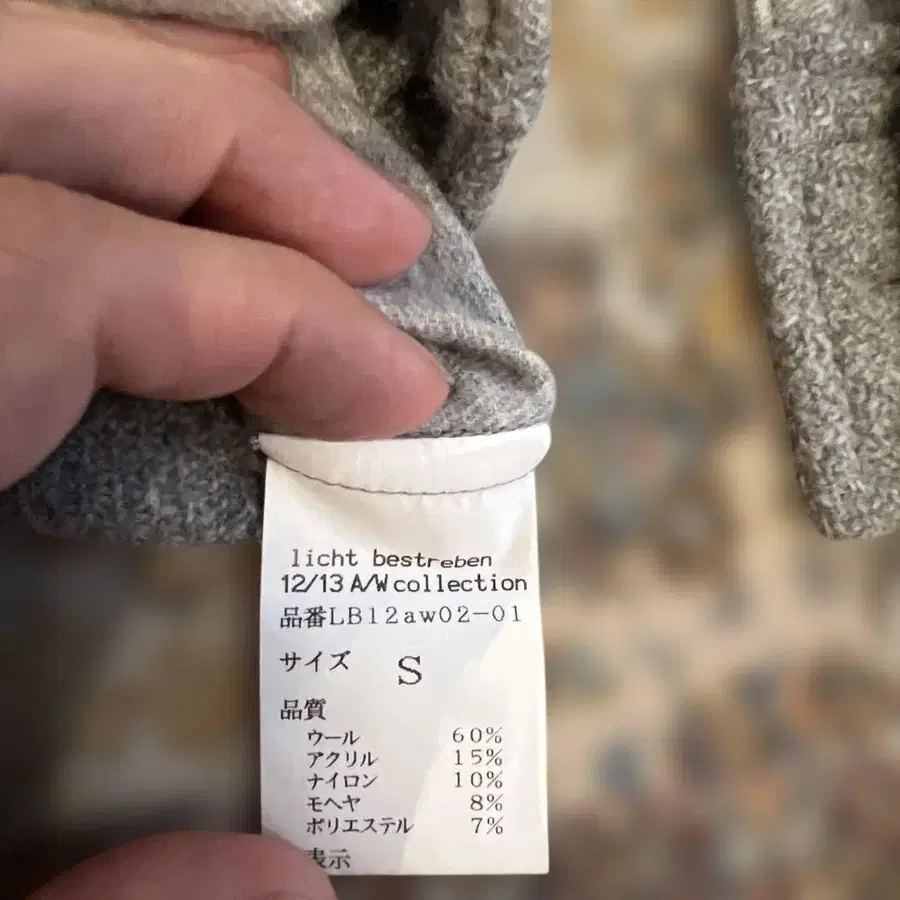 licht bestreben
12/13 A/W collection
品番LB12aw02-01
サイズ S
品質
ウール 60%
アクリル 15%
ナイロン 10%
モヘヤ 8%
ポリエステル 7%
表示